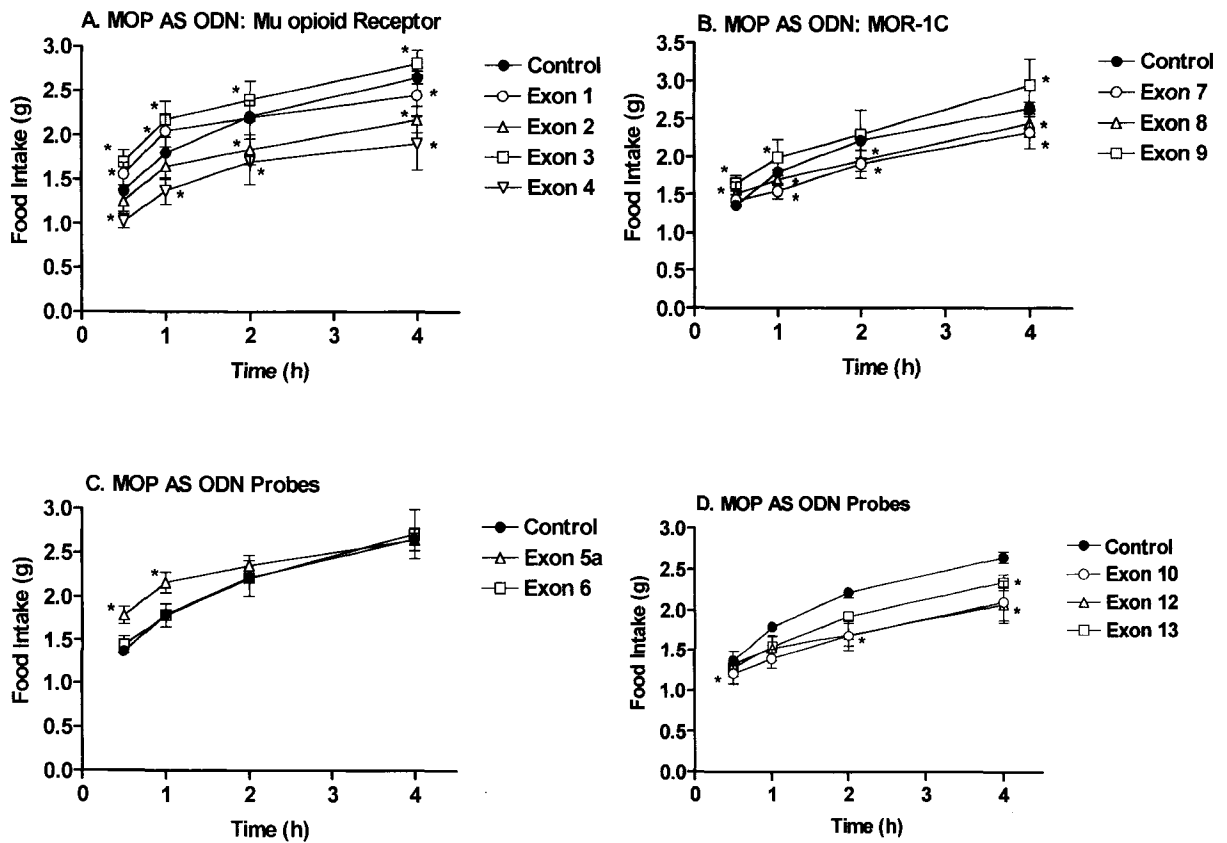 A. MOP AS ODN: Mu opioid Receptor
3.0
2.5
2.0
1.5
1.0
0.5
0.0
Food Intake (g)
0 1 2 3 4
Time (h)
* * * * * * * * * * * *
Control
Exon 1
Exon 2
Exon 3
Exon 4
B. MOP AS ODN: MOR-1C
3.5
3.0
2.5
2.0
1.5
1.0
0.5
0.0
Food Intake (g)
0 1 2 3 4
Time (h)
* * * * * * * * * *
Control
Exon 7
Exon 8
Exon 9
C. MOP AS ODN Probes
3.0
2.5
2.0
1.5
1.0
0.5
0.0
Food Intake (g)
0 1 2 3 4
Time (h)
* *
Control
Exon 5a
Exon 6
D. MOP AS ODN Probes
3.0
2.5
2.0
1.5
1.0
0.5
0.0
Food Intake (g)
0 1 2 3 4
Time (h)
* * * *
Control
Exon 10
Exon 12
Exon 13